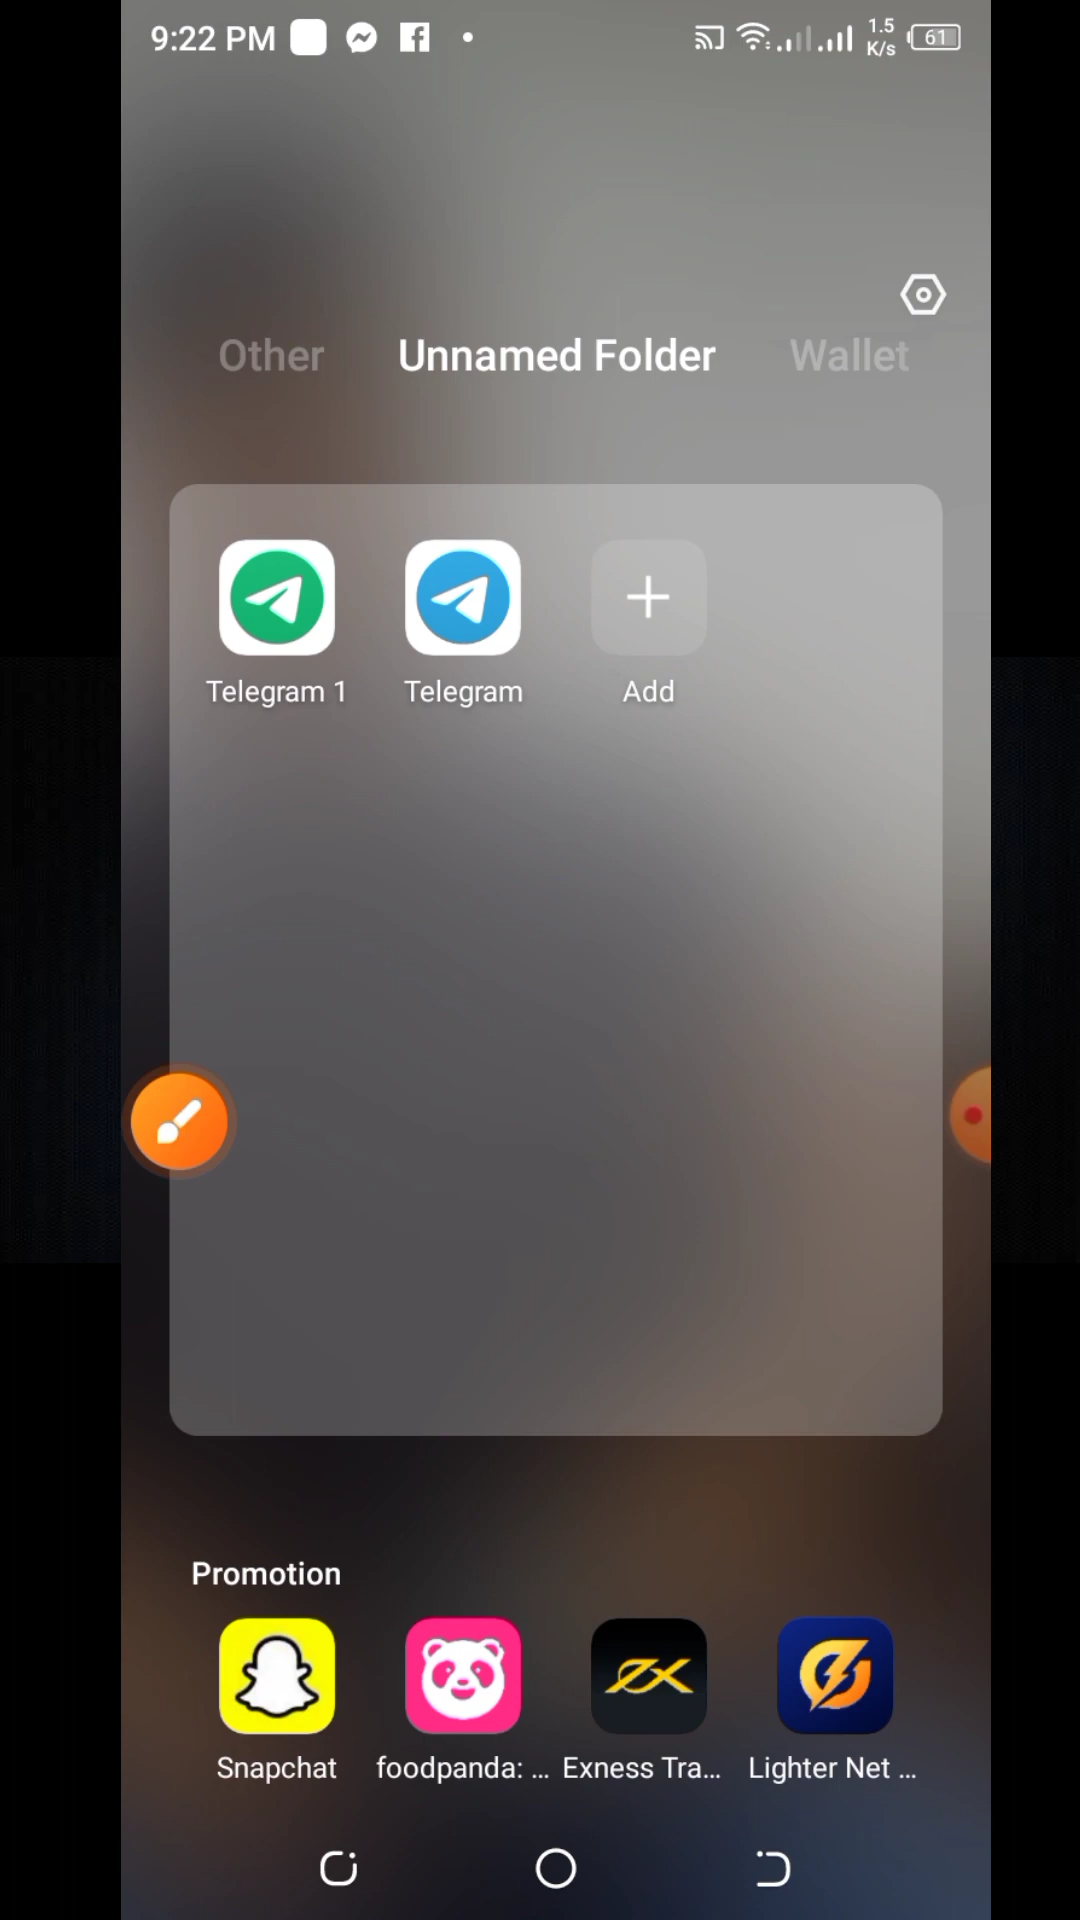 9:22 PM
1.5
K/s
61
Other
Unnamed Folder
Wallet
Telegram 1
Telegram
Add
Promotion
Snapchat
foodpanda: ...
Exness Tra...
Lighter Net ...